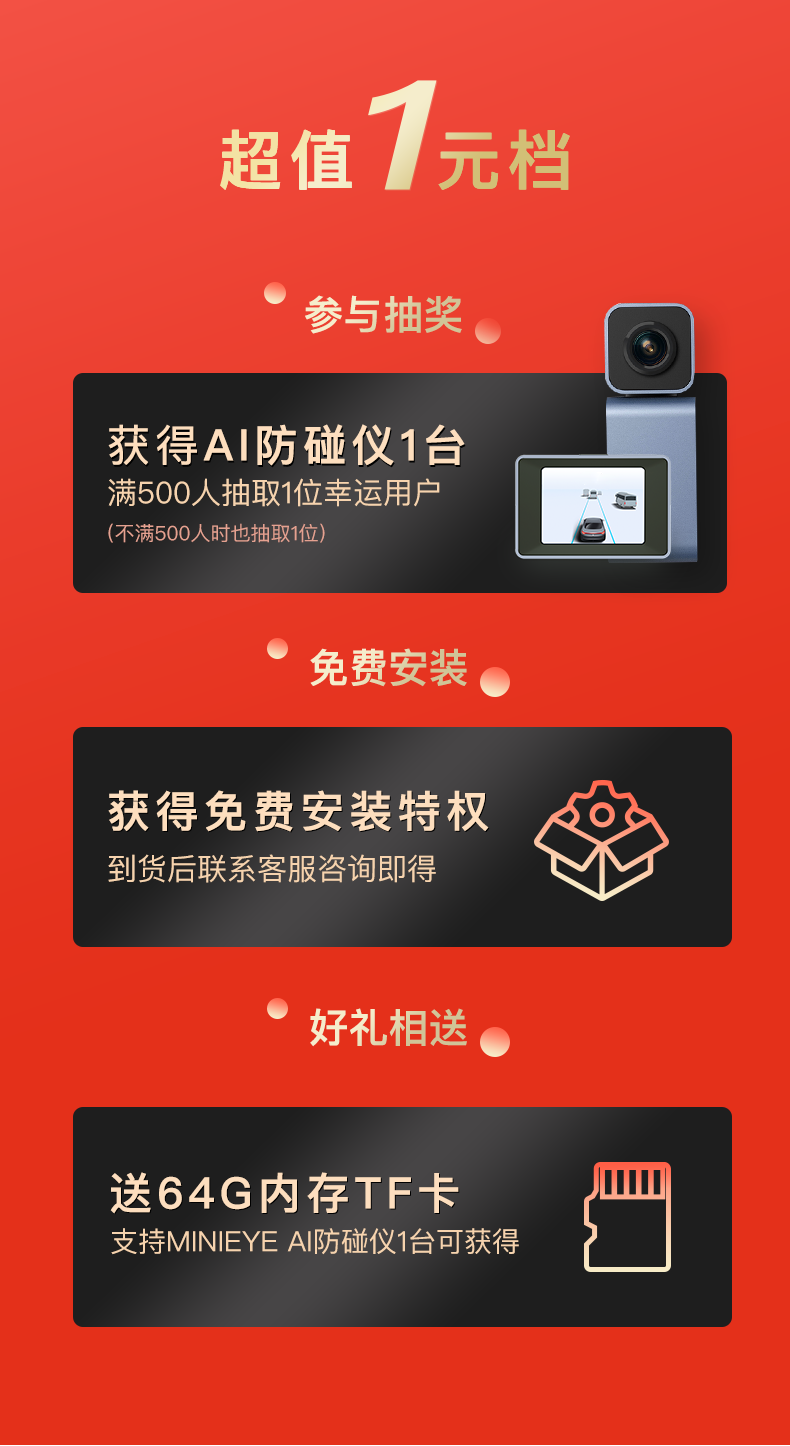 超值1元档
参与抽奖
获得AI防碰仪1台
满500人抽取1位幸运用户
(不满500人时也抽取1位)
免费安装
获得免费安装特权
到货后联系客服咨询即得
好礼相送
送64G内存TF卡
支持MINIEYE AI防碰仪1台可获得